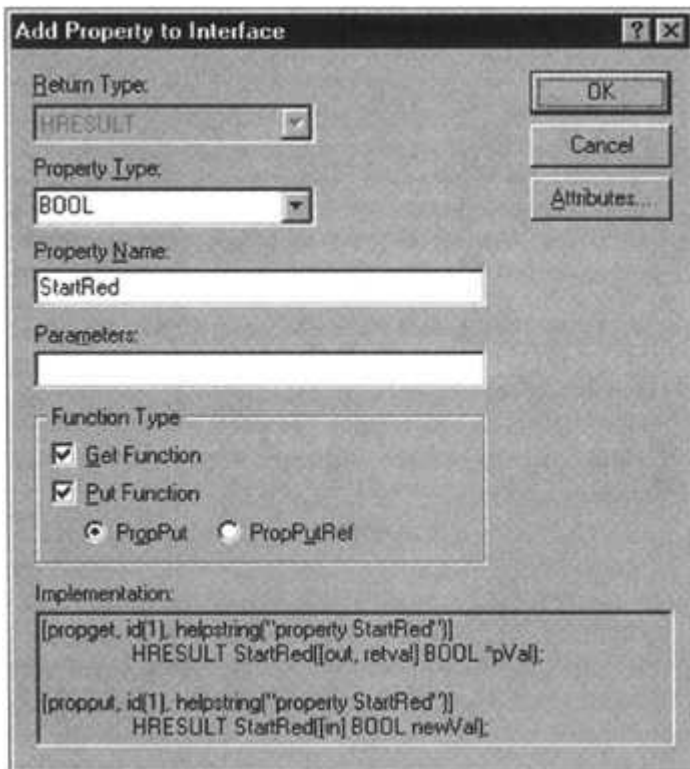 Add Property to Interface
Return Type:
HRESULT
Property Type:
BOOL
Property Name:
StartRed
Parameters:
Function Type
Get Function
Put Function
PropPut PropPutRef
Implementation:
[propget, id(1), helpstring("property StartRed")]
HRESULT StartRed([out, retval] BOOL *pVal);
[propput, id(1), helpstring("property StartRed")]
HRESULT StartRed([in] BOOL newVal);
OK
Cancel
Attributes...